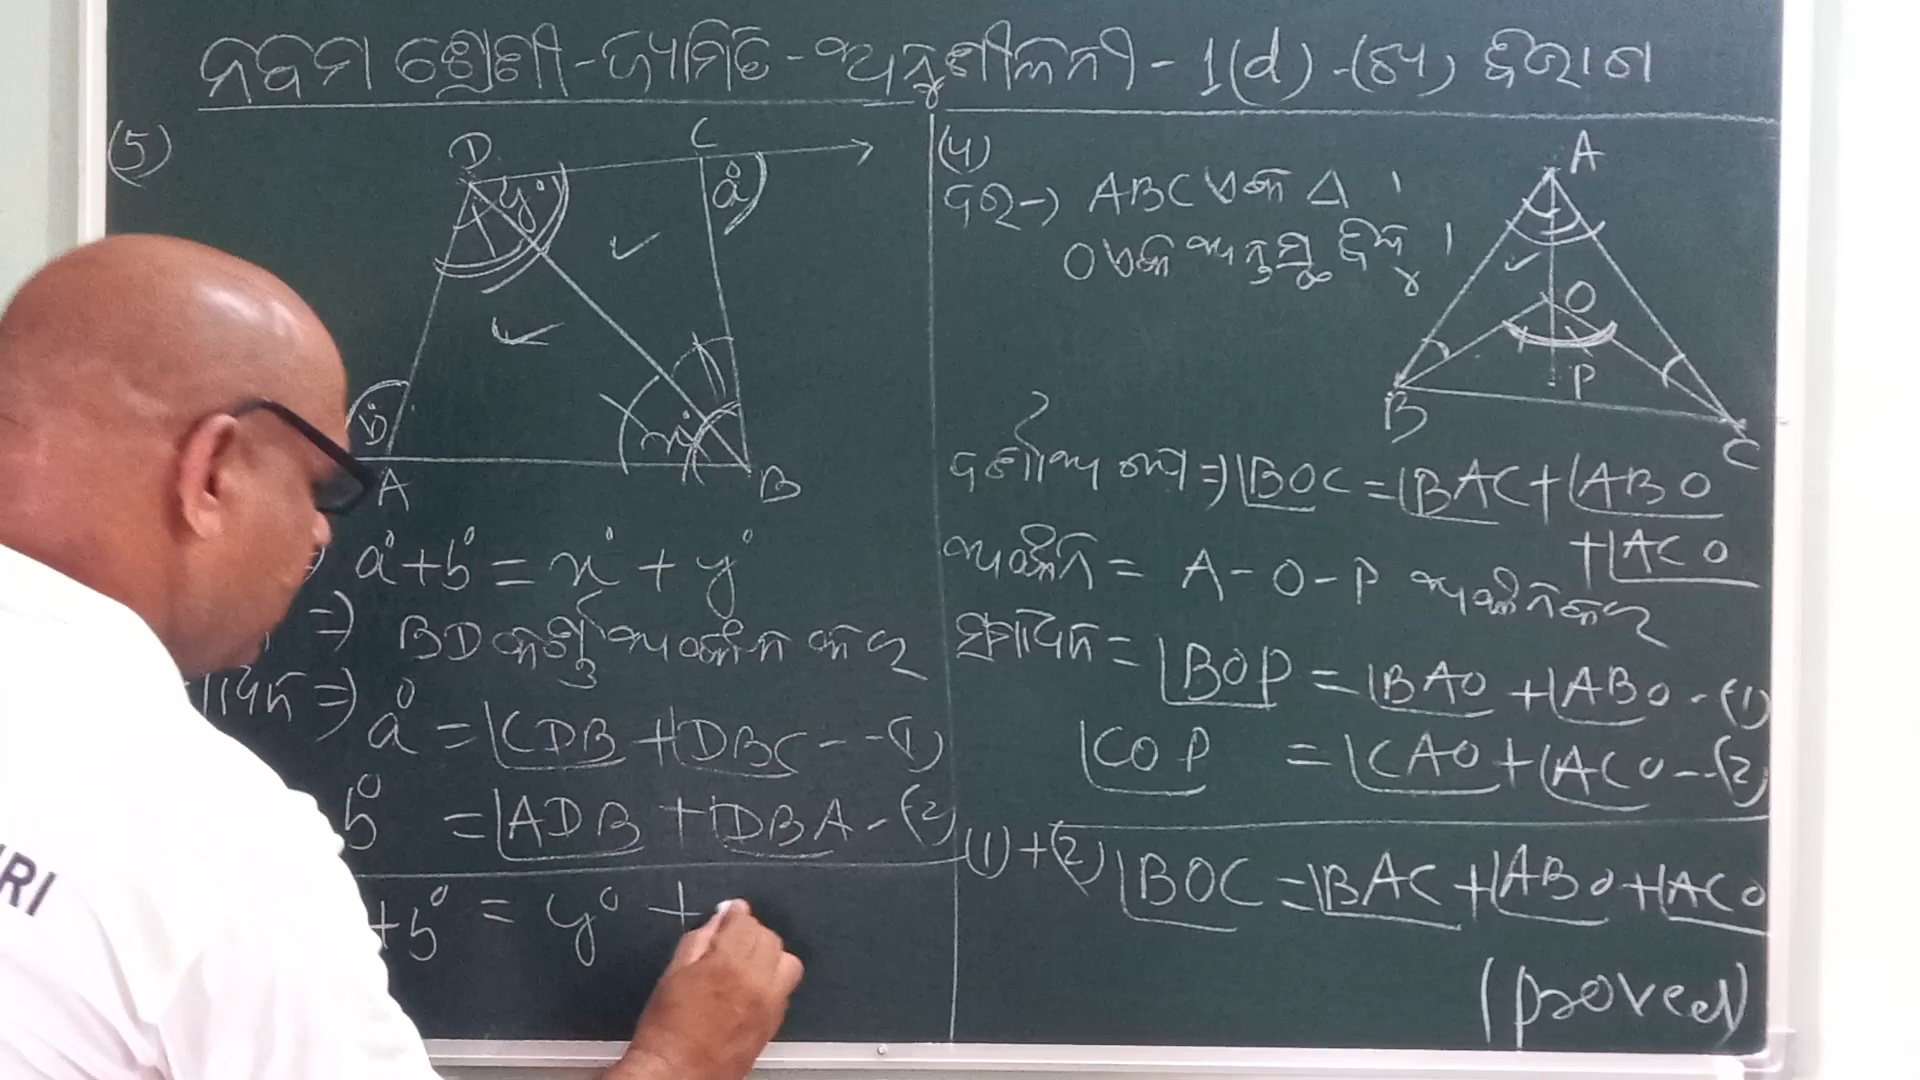 ନବମ ଶ୍ରେଣୀ - ଜ୍ୟାମିତି - ଅନୁଶୀଳନୀ - 1(d) - (ଖ) ବିଭାଗ
(5)
D
C
y°
a°
b°
x°
A
B
a° + b° = x° + y°
⇒) BD କର୍ଣ୍ଣ ଅଙ୍କନ କର
⇒) a° = ∠CDB + ∠DBC -- (1)
b° = ∠ADB + ∠DBA - (2)
+ b° = y° +
(4)
ଦତ୍ତ → ABC ଏକ Δ ।
O ଏକ ଅନ୍ତଃସ୍ଥ ବିନ୍ଦୁ ।
A
O
P
B
C
⇒) ∠BOC = ∠BAC + ∠ABO
+ ∠ACO
ଅଙ୍କନ = A - O - P ଅଙ୍କନ କର
ପ୍ରମାଣ = ∠BOP = ∠BAO + ∠ABO - (1)
∠COP = ∠CAO + ∠ACO -- (2)
(1) + (2) ∠BOC = ∠BAC + ∠ABO + ∠ACO
(proved)
RI